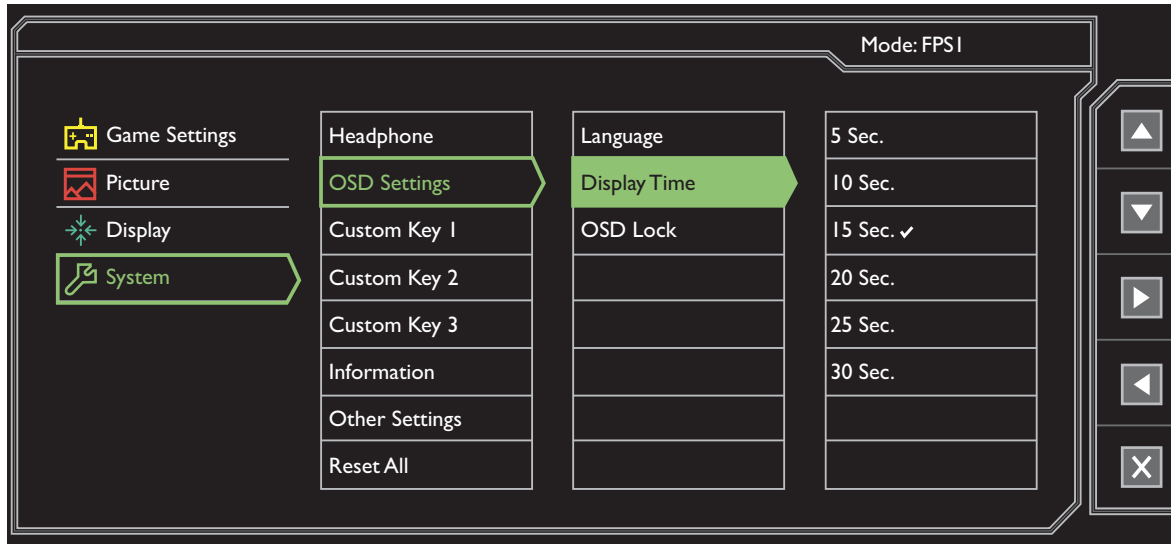 Mode: FPS1
Game Settings
Picture
Display
System
Headphone
OSD Settings
Custom Key 1
Custom Key 2
Custom Key 3
Information
Other Settings
Reset All
Language
Display Time
OSD Lock
5 Sec.
10 Sec.
15 Sec. ✓
20 Sec.
25 Sec.
30 Sec.